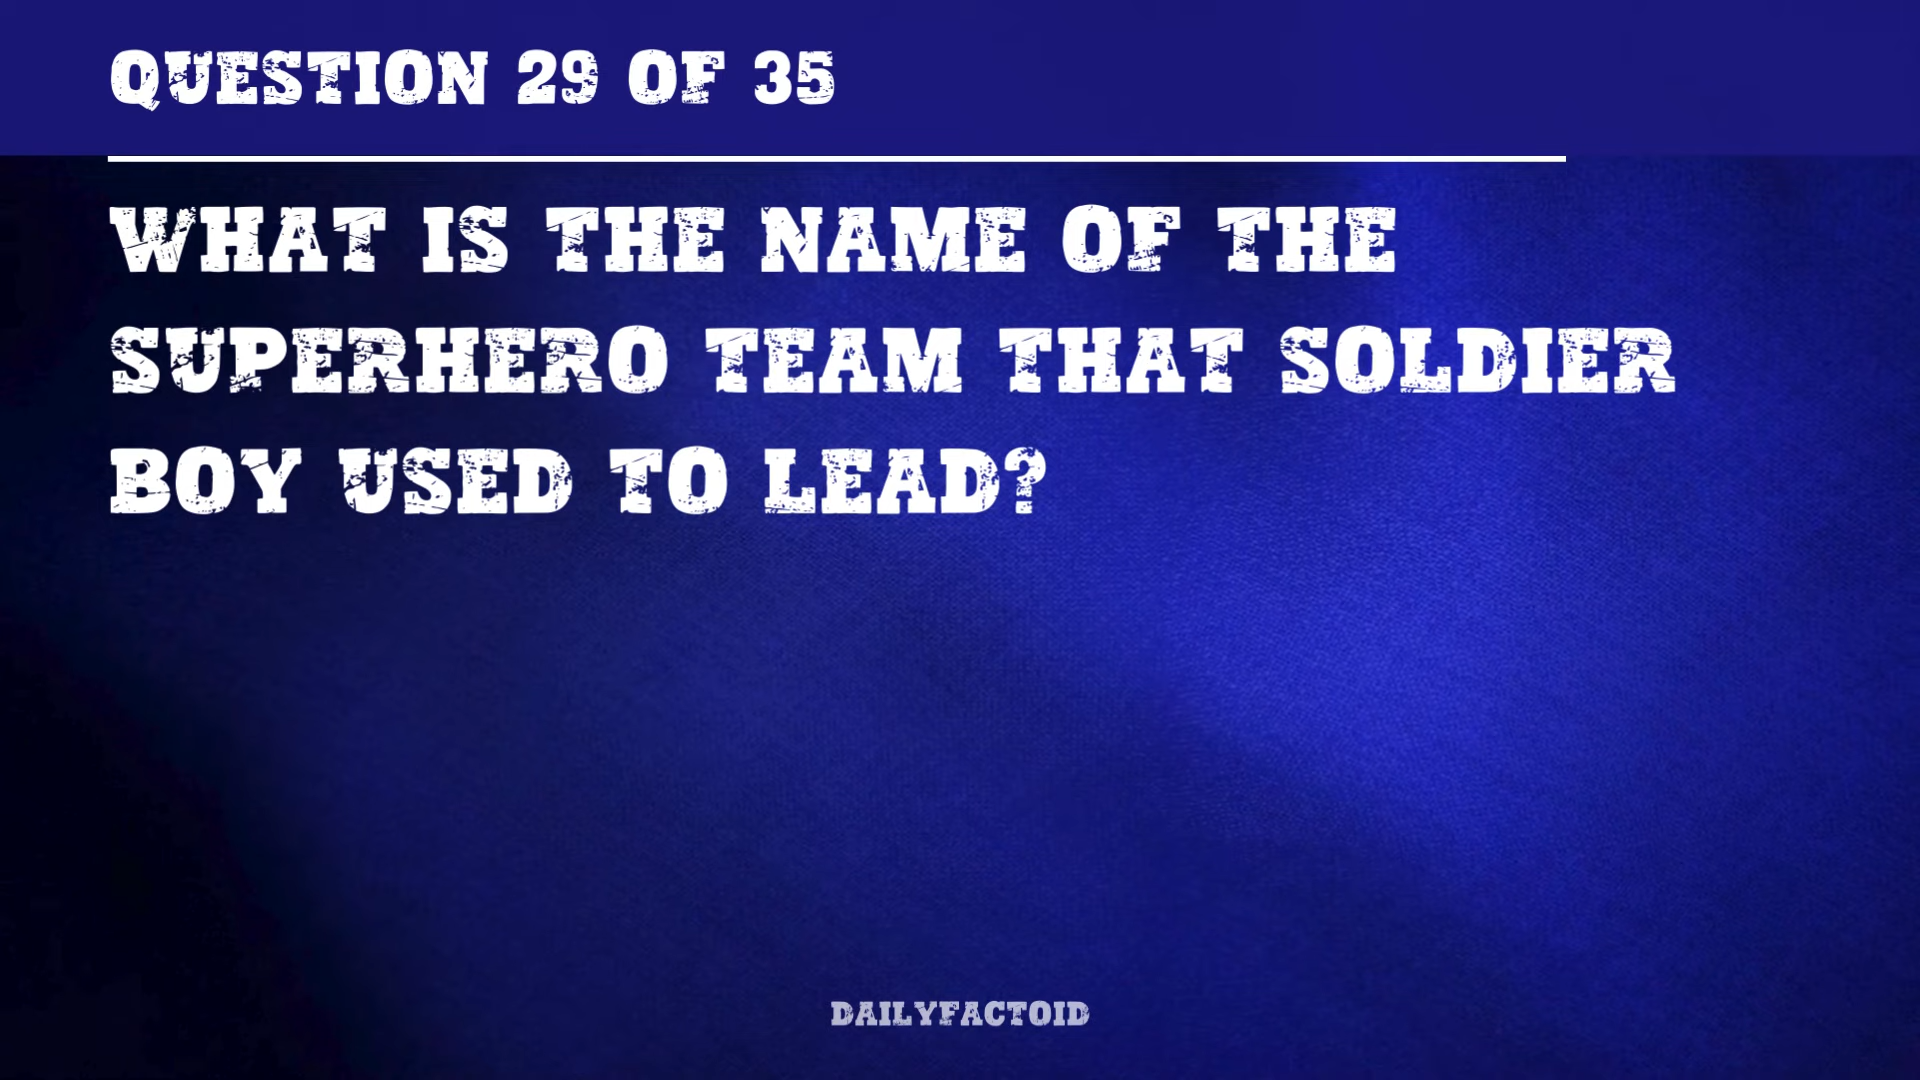 QUESTION 29 OF 35
WHAT IS THE NAME OF THE
SUPERHERO TEAM THAT SOLDIER
BOY USED TO LEAD?
DAILYFACTOID